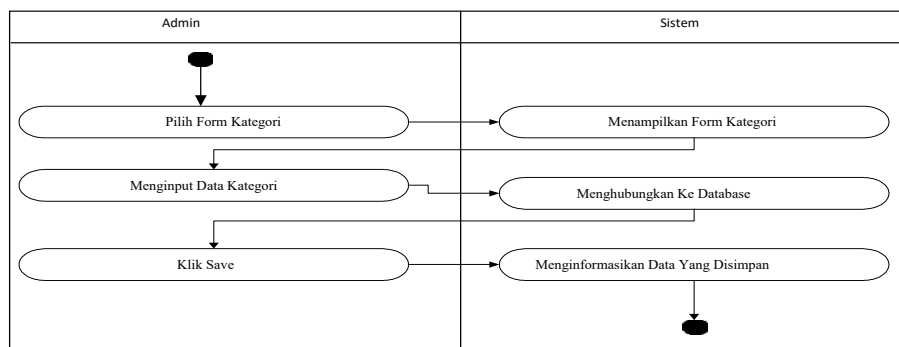 Admin
Sistem
Pilih Form Kategori
Menampilkan Form Kategori
Menginput Data Kategori
Menghubungkan Ke Database
Klik Save
Menginformasikan Data Yang Disimpan